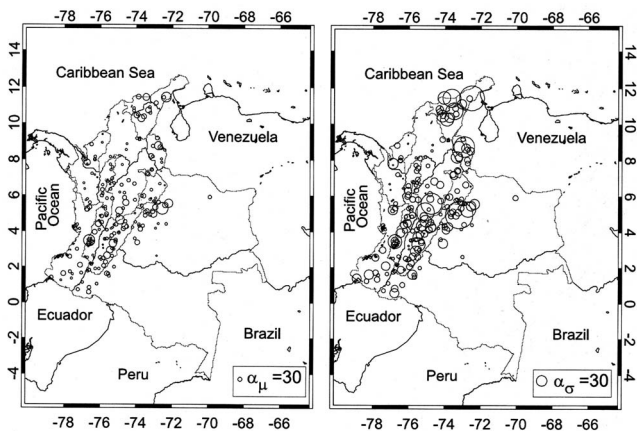 -78 -76 -74 -72 -70 -68 -66
14
12
10
8
6
4
2
0
-2
-4
Caribbean Sea
Venezuela
Pacific
Ocean
Ecuador
Brazil
Peru
αμ =30
-78 -76 -74 -72 -70 -68 -66
-78 -76 -74 -72 -70 -68 -66
Caribbean Sea
Venezuela
Pacific
Ocean
Ecuador
Brazil
Peru
ασ =30
14
12
10
8
6
4
2
0
-2
-4
-78 -76 -74 -72 -70 -68 -66